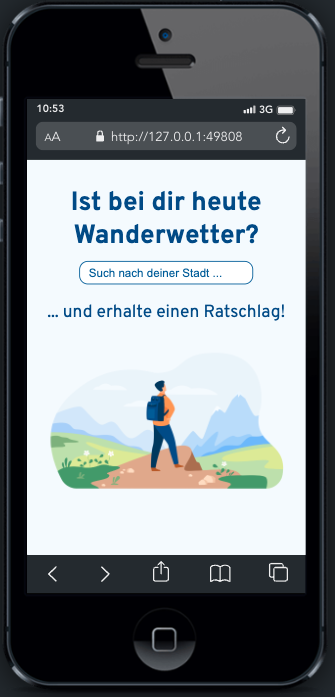 10:53
3G
AA
http://127.0.0.1:49808
Ist bei dir heute
Wanderwetter?
Such nach deiner Stadt ...
... und erhalte einen Ratschlag!